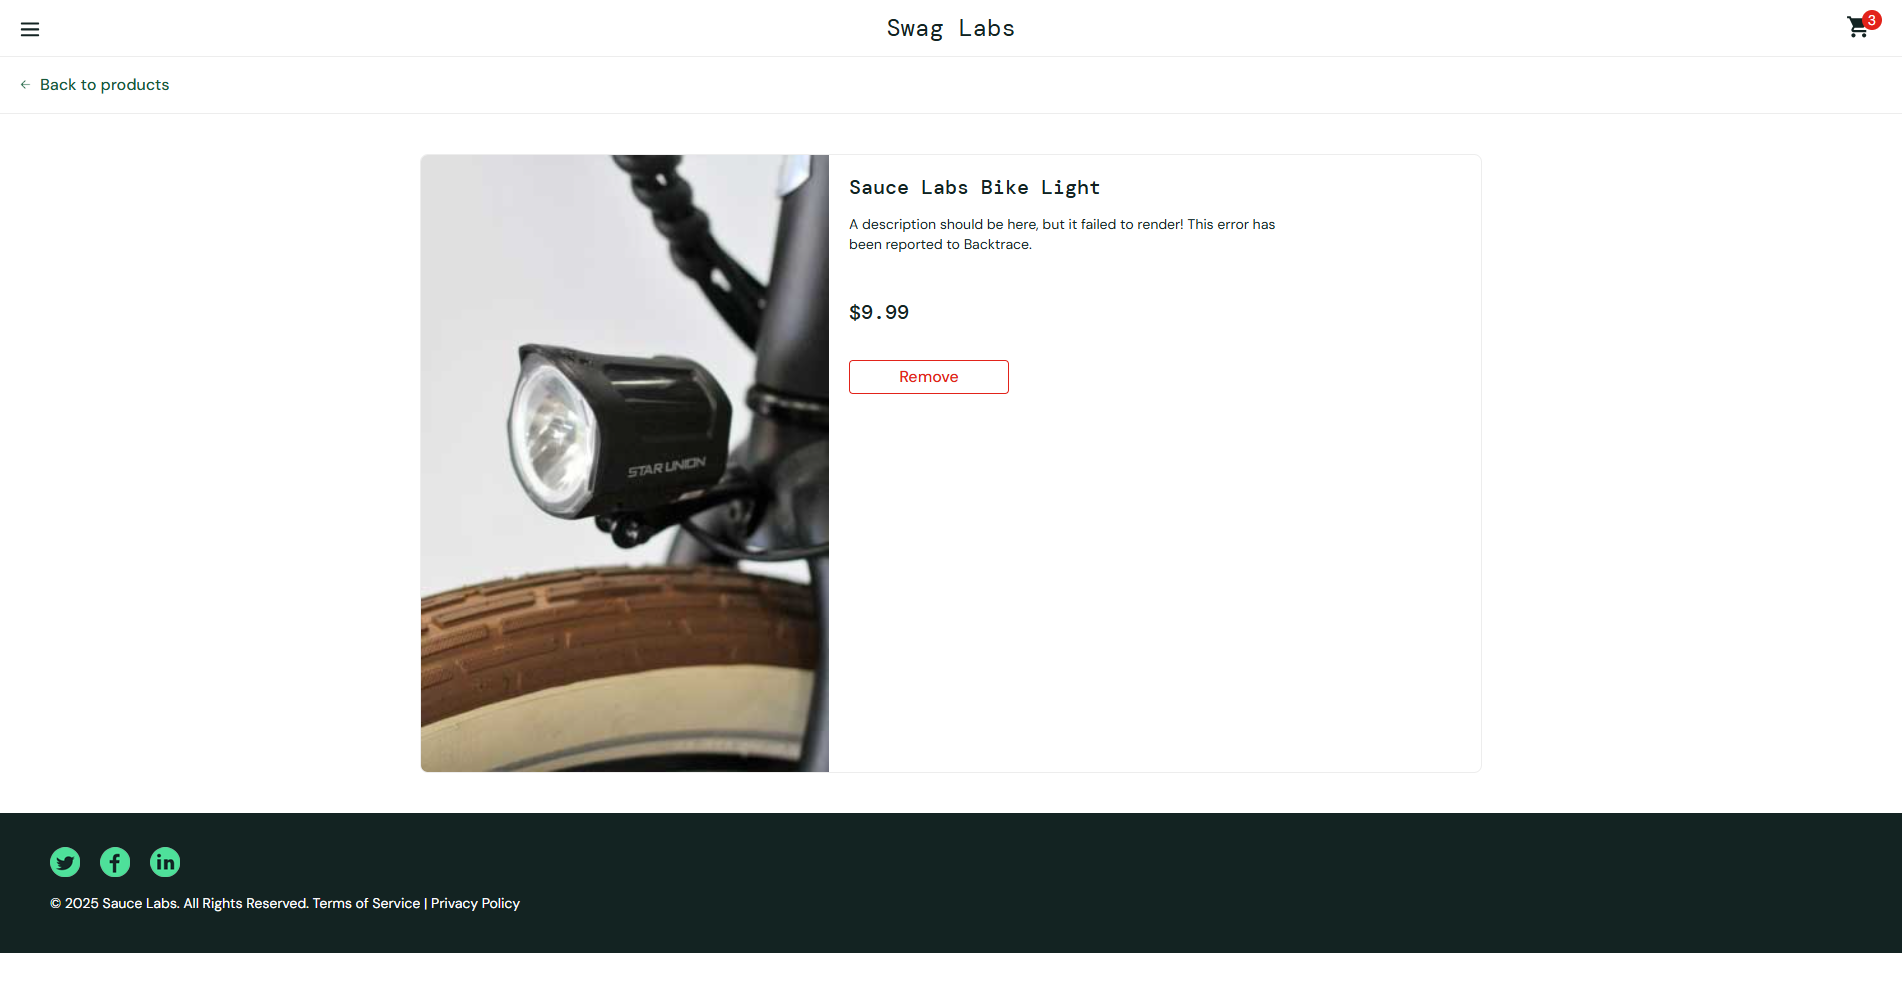 Swag Labs
3
Back to products
Sauce Labs Bike Light
A description should be here, but it failed to render! This error has
been reported to Backtrace.
$9.99
Remove
STAR UNION
© 2025 Sauce Labs. All Rights Reserved. Terms of Service | Privacy Policy